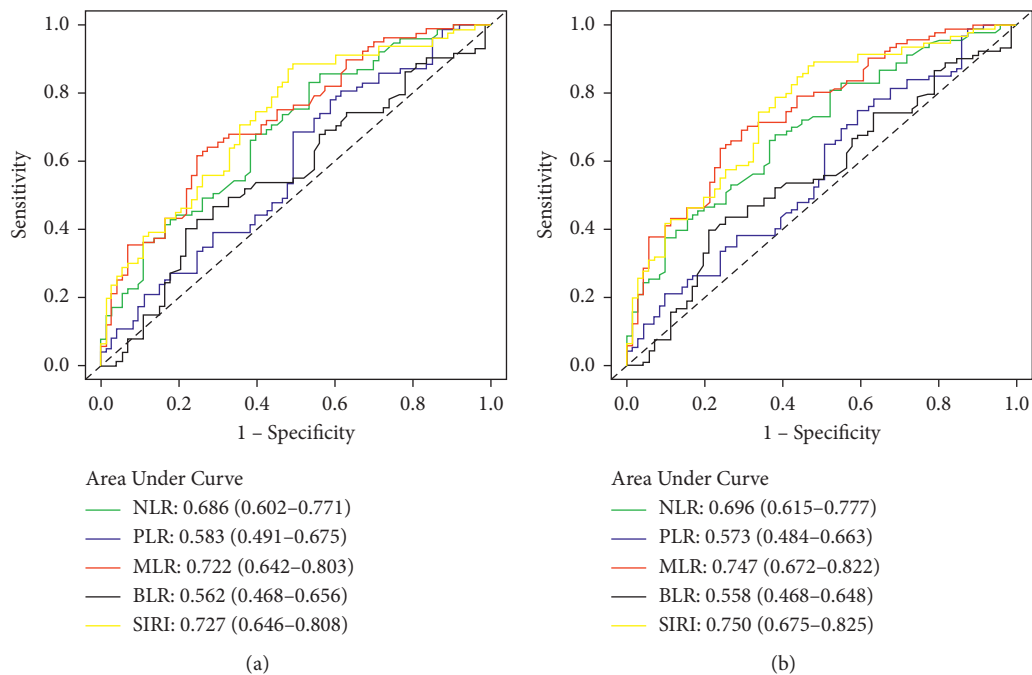 1.0
0.8
0.6
0.4
0.2
0.0
Sensitivity
0.0 0.2 0.4 0.6 0.8 1.0
1 – Specificity
Area Under Curve
NLR: 0.686 (0.602–0.771)
PLR: 0.583 (0.491–0.675)
MLR: 0.722 (0.642–0.803)
BLR: 0.562 (0.468–0.656)
SIRI: 0.727 (0.646–0.808)
(a)
1.0
0.8
0.6
0.4
0.2
0.0
Sensitivity
0.0 0.2 0.4 0.6 0.8 1.0
1 – Specificity
Area Under Curve
NLR: 0.696 (0.615–0.777)
PLR: 0.573 (0.484–0.663)
MLR: 0.747 (0.672–0.822)
BLR: 0.558 (0.468–0.648)
SIRI: 0.750 (0.675–0.825)
(b)